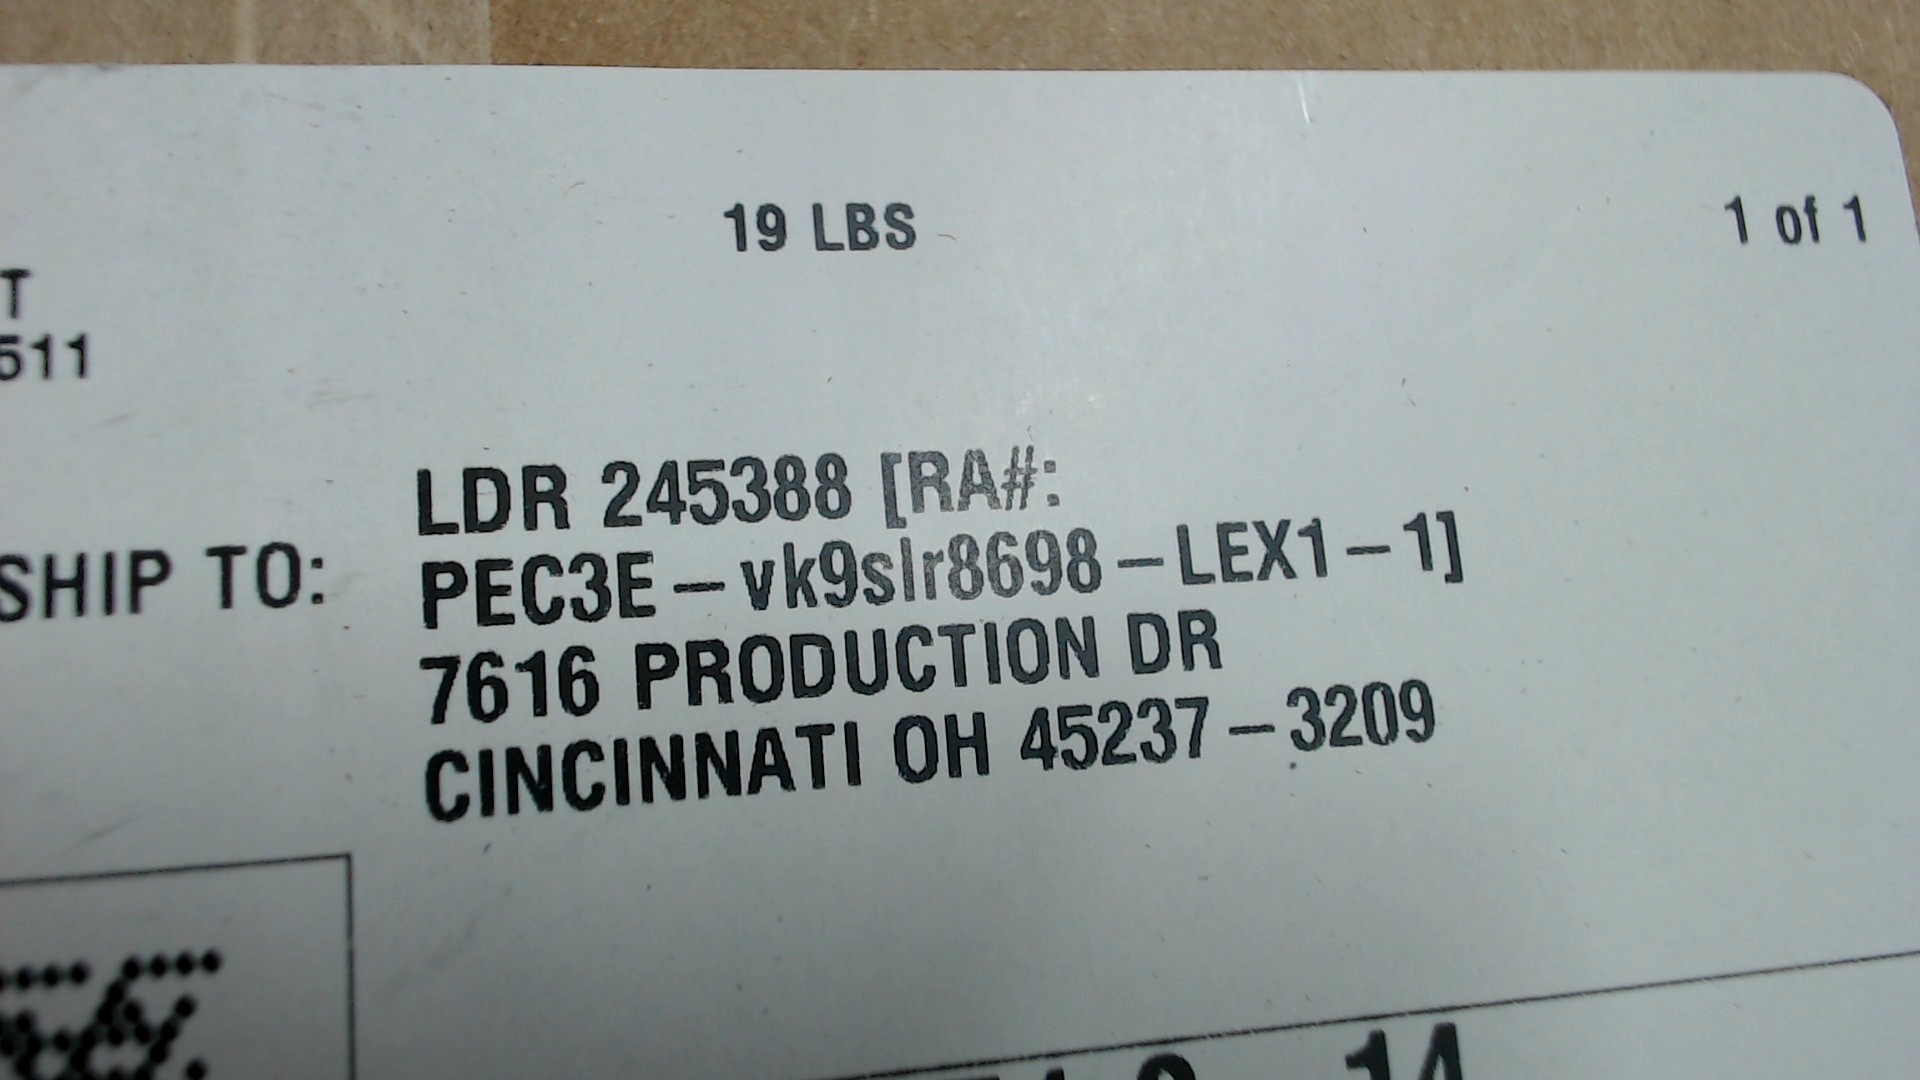 19 LBS
1 of 1
T
511
LDR 245388 [RA#:
SHIP TO:
PEC3E-vk9slr8698-LEX1-1]
7616 PRODUCTION DR
CINCINNATI OH 45237-3209